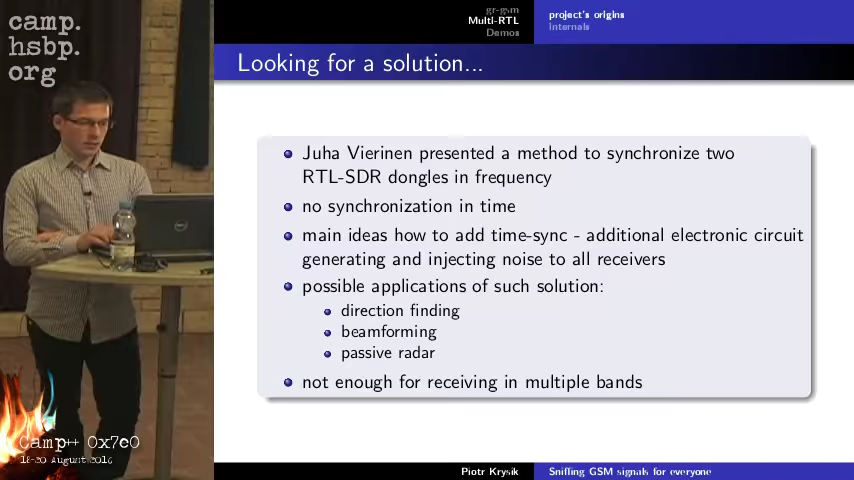 camp.
hsbp.
org
gr-gsm
Multi-RTL
Demos
project's origins
internals
Looking for a solution...
Juha Vierinen presented a method to synchronize two
RTL-SDR dongles in frequency
no synchronization in time
main ideas how to add time-sync - additional electronic circuit
generating and injecting noise to all receivers
possible applications of such solution:
direction finding
beamforming
passive radar
not enough for receiving in multiple bands
Camp++ 0x7e0
18-20 August 2016
Piotr Krysik
Sniffing GSM signals for everyone